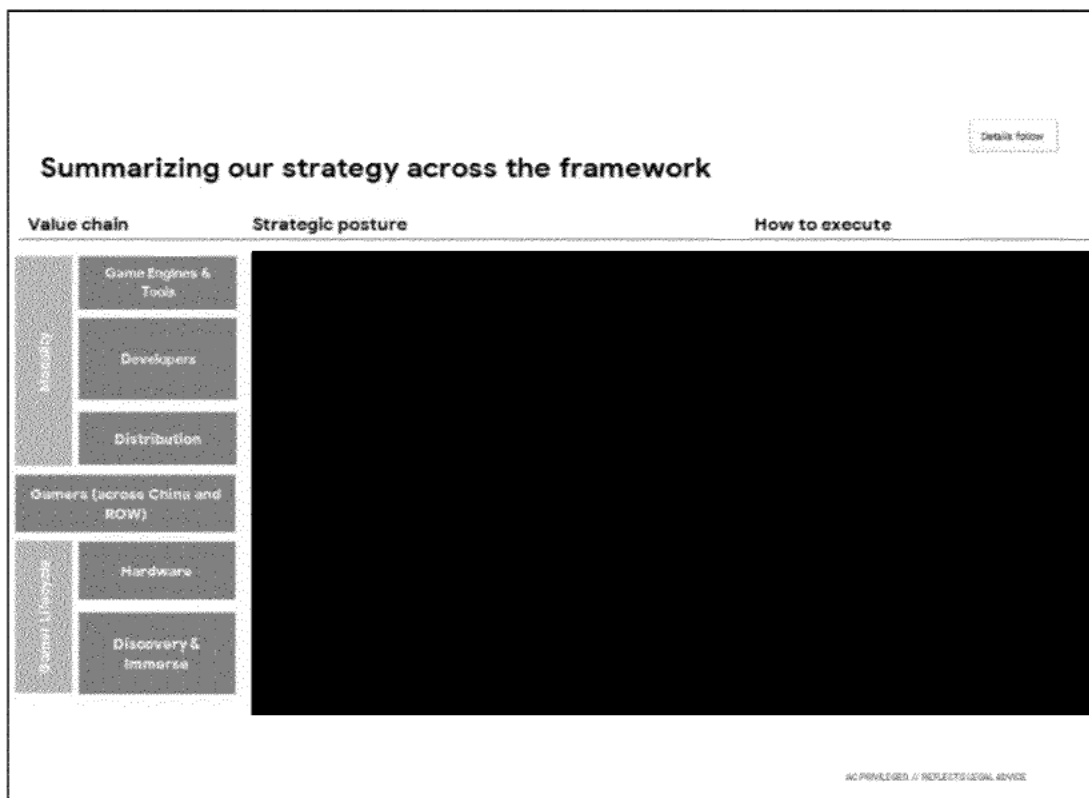 Details follow
Summarizing our strategy across the framework
Value chain Strategic posture How to execute
Game Engines &
Tools
Developers
Distribution
Gamers (across China and
ROW)
Hardware
Discovery &
Immerse
AC PRIVILEGED // REFLECTS LEGAL ADVICE